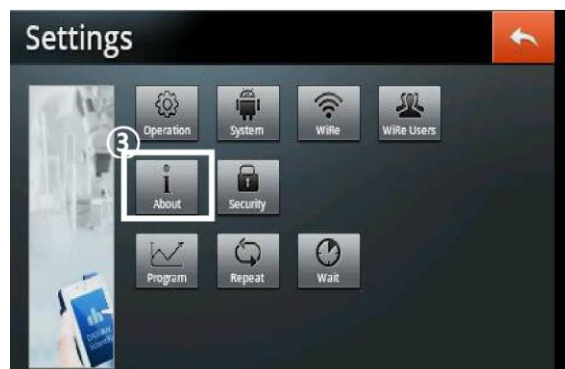 Settings
Operation System WiRe WiRe Users
③
About Security
Program Repeat Wait